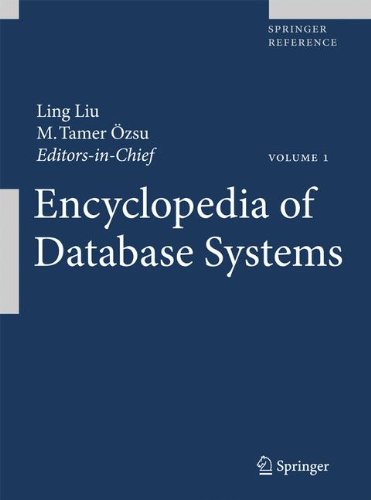 SPRINGER
REFERENCE
Ling Liu
M. Tamer Özsu
Editors-in-Chief
VOLUME 1
Encyclopedia of
Database Systems
Springer